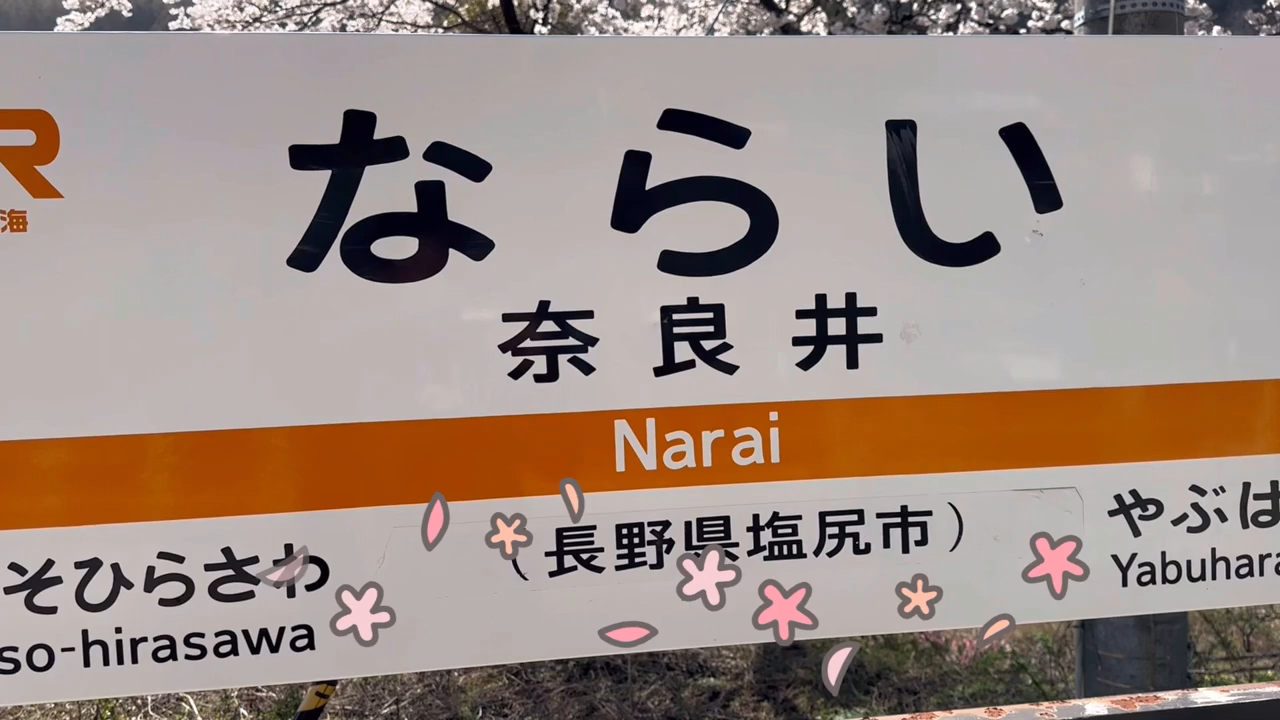 R
海
ならい
奈良井
Narai
(長野県塩尻市)
そひらさわ
so-hirasawa
やぶは
Yabuhara